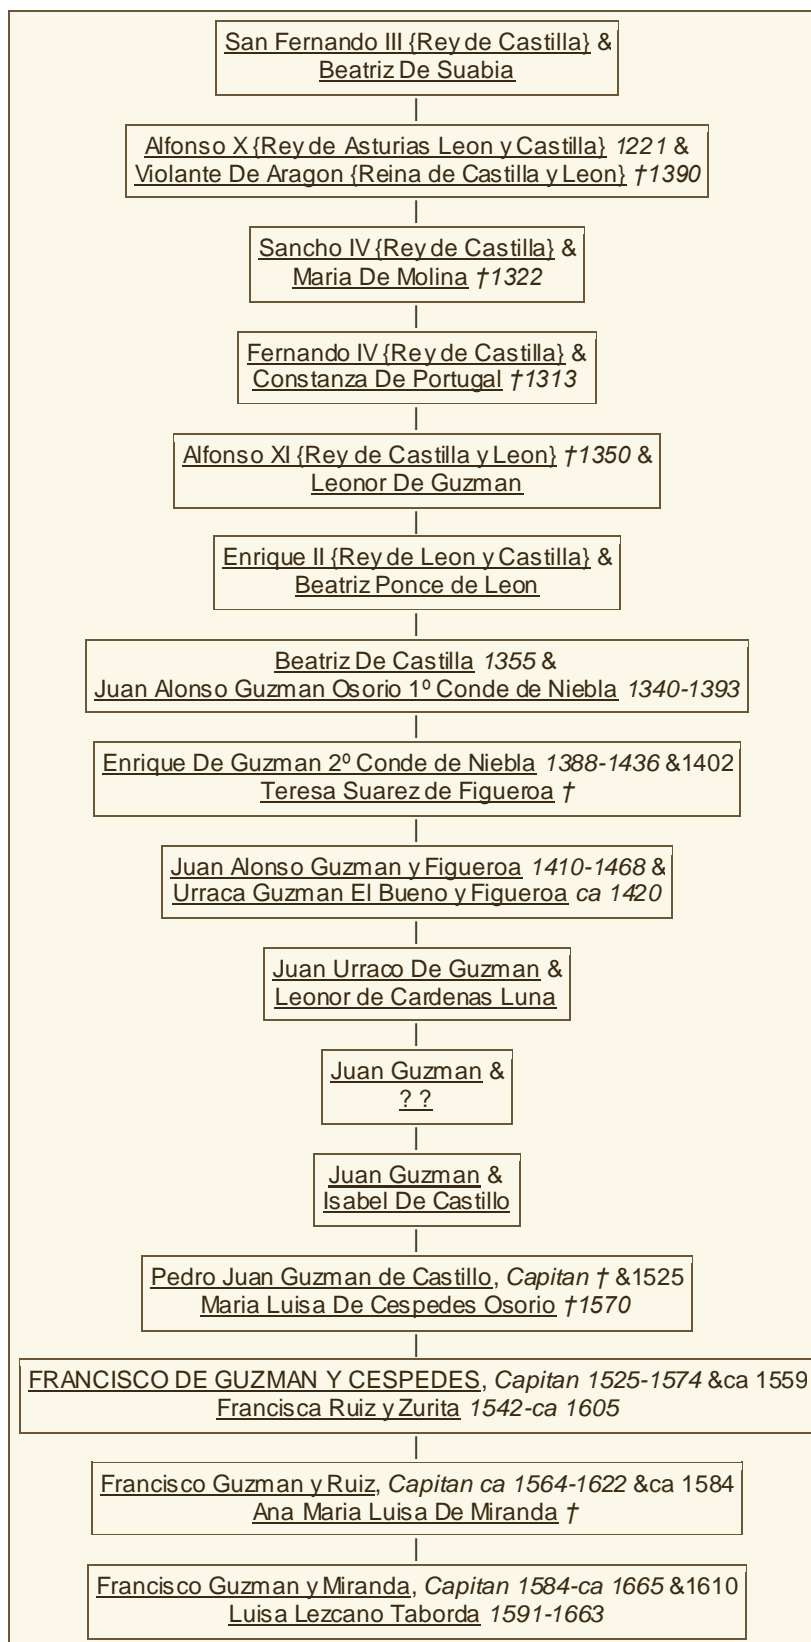 San Fernando III {Rey de Castilla} &
Beatriz De Suabia
Alfonso X {Rey de Asturias Leon y Castilla} 1221 &
Violante De Aragon {Reina de Castilla y Leon} †1390
Sancho IV {Rey de Castilla} &
Maria De Molina †1322
Fernando IV {Rey de Castilla} &
Constanza De Portugal †1313
Alfonso XI {Rey de Castilla y Leon} †1350 &
Leonor De Guzman
Enrique II {Rey de Leon y Castilla} &
Beatriz Ponce de Leon
Beatriz De Castilla 1355 &
Juan Alonso Guzman Osorio 1º Conde de Niebla 1340-1393
Enrique De Guzman 2º Conde de Niebla 1388-1436 &1402
Teresa Suarez de Figueroa †
Juan Alonso Guzman y Figueroa 1410-1468 &
Urraca Guzman El Bueno y Figueroa ca 1420
Juan Urraco De Guzman &
Leonor de Cardenas Luna
Juan Guzman &
? ?
Juan Guzman &
Isabel De Castillo
Pedro Juan Guzman de Castillo, Capitan † &1525
Maria Luisa De Cespedes Osorio †1570
FRANCISCO DE GUZMAN Y CESPEDES, Capitan 1525-1574 &ca 1559
Francisca Ruiz y Zurita 1542-ca 1605
Francisco Guzman y Ruiz, Capitan ca 1564-1622 &ca 1584
Ana Maria Luisa De Miranda †
Francisco Guzman y Miranda, Capitan 1584-ca 1665 &1610
Luisa Lezcano Taborda 1591-1663